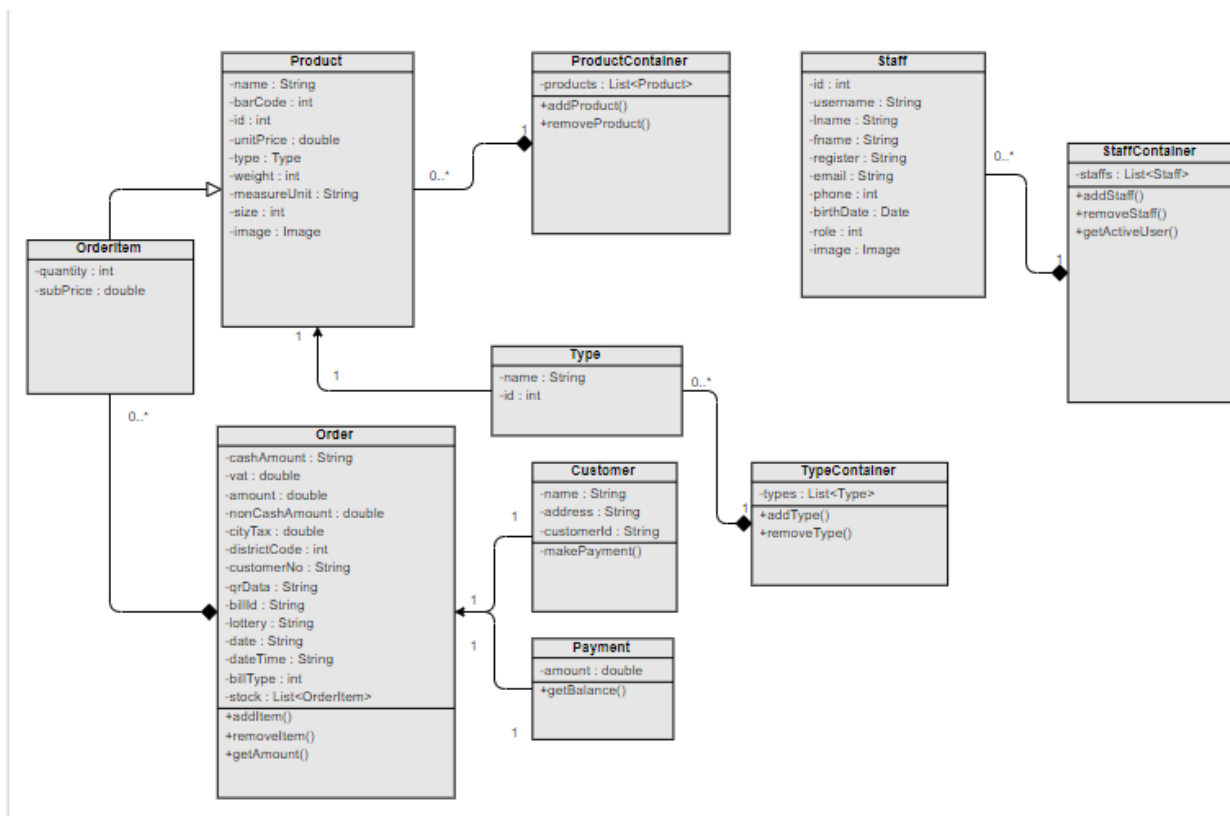 Product
-name : String
-barCode : int
-id : int
-unitPrice : double
-type : Type
-weight : int
-measureUnit : String
-size : int
-image : Image
0..*
1
ProductContainer
-products : List<Product>
+addProduct()
+removeProduct()
1
Staff
-id : int
-username : String
-lname : String
-fname : String
-register : String
-email : String
-phone : int
-birthDate : Date
-role : int
-image : Image
0..*
StaffContainer
-staffs : List<Staff>
+addStaff()
+removeStaff()
+getActiveUser()
1
OrderItem
-quantity : int
-subPrice : double
0..*
1
Type
-name : String
-id : int
0..*
Order
-cashAmount : String
-vat : double
-amount : double
-nonCashAmount : double
-cityTax : double
-districtCode : int
-customerNo : String
-qrData : String
-billId : String
-lottery : String
-date : String
-dateTime : String
-billType : int
-stock : List<OrderItem>
+addItem()
+removeItem()
+getAmount()
1
1
1
Customer
-name : String
-address : String
-customerId : String
-makePayment()
TypeContainer
-types : List<Type>
+addType()
+removeType()
1
Payment
-amount : double
+getBalance()
1